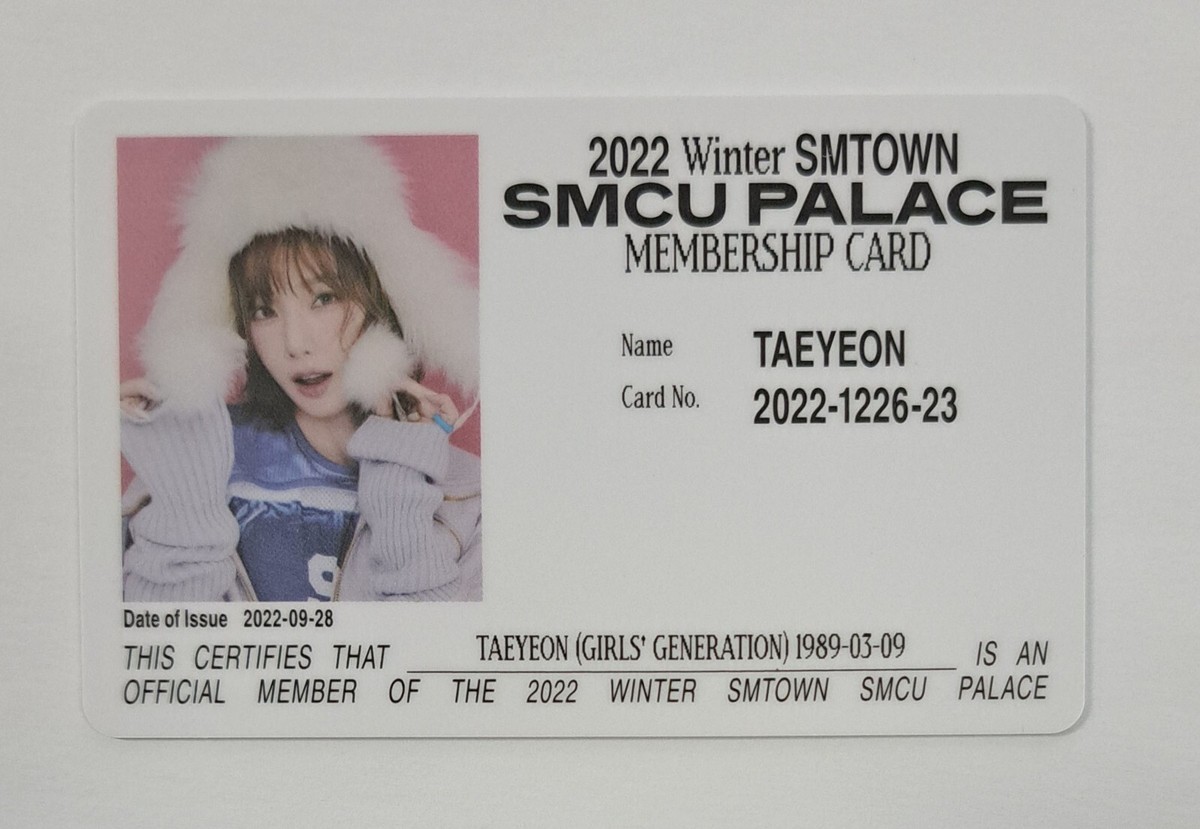 2022 Winter SMTOWN
SMCU PALACE
MEMBERSHIP CARD
Name TAEYEON
Card No. 2022-1226-23
Date of Issue 2022-09-28
THIS CERTIFIES THAT TAEYEON (GIRLS' GENERATION) 1989-03-09 IS AN
OFFICIAL MEMBER OF THE 2022 WINTER SMTOWN SMCU PALACE